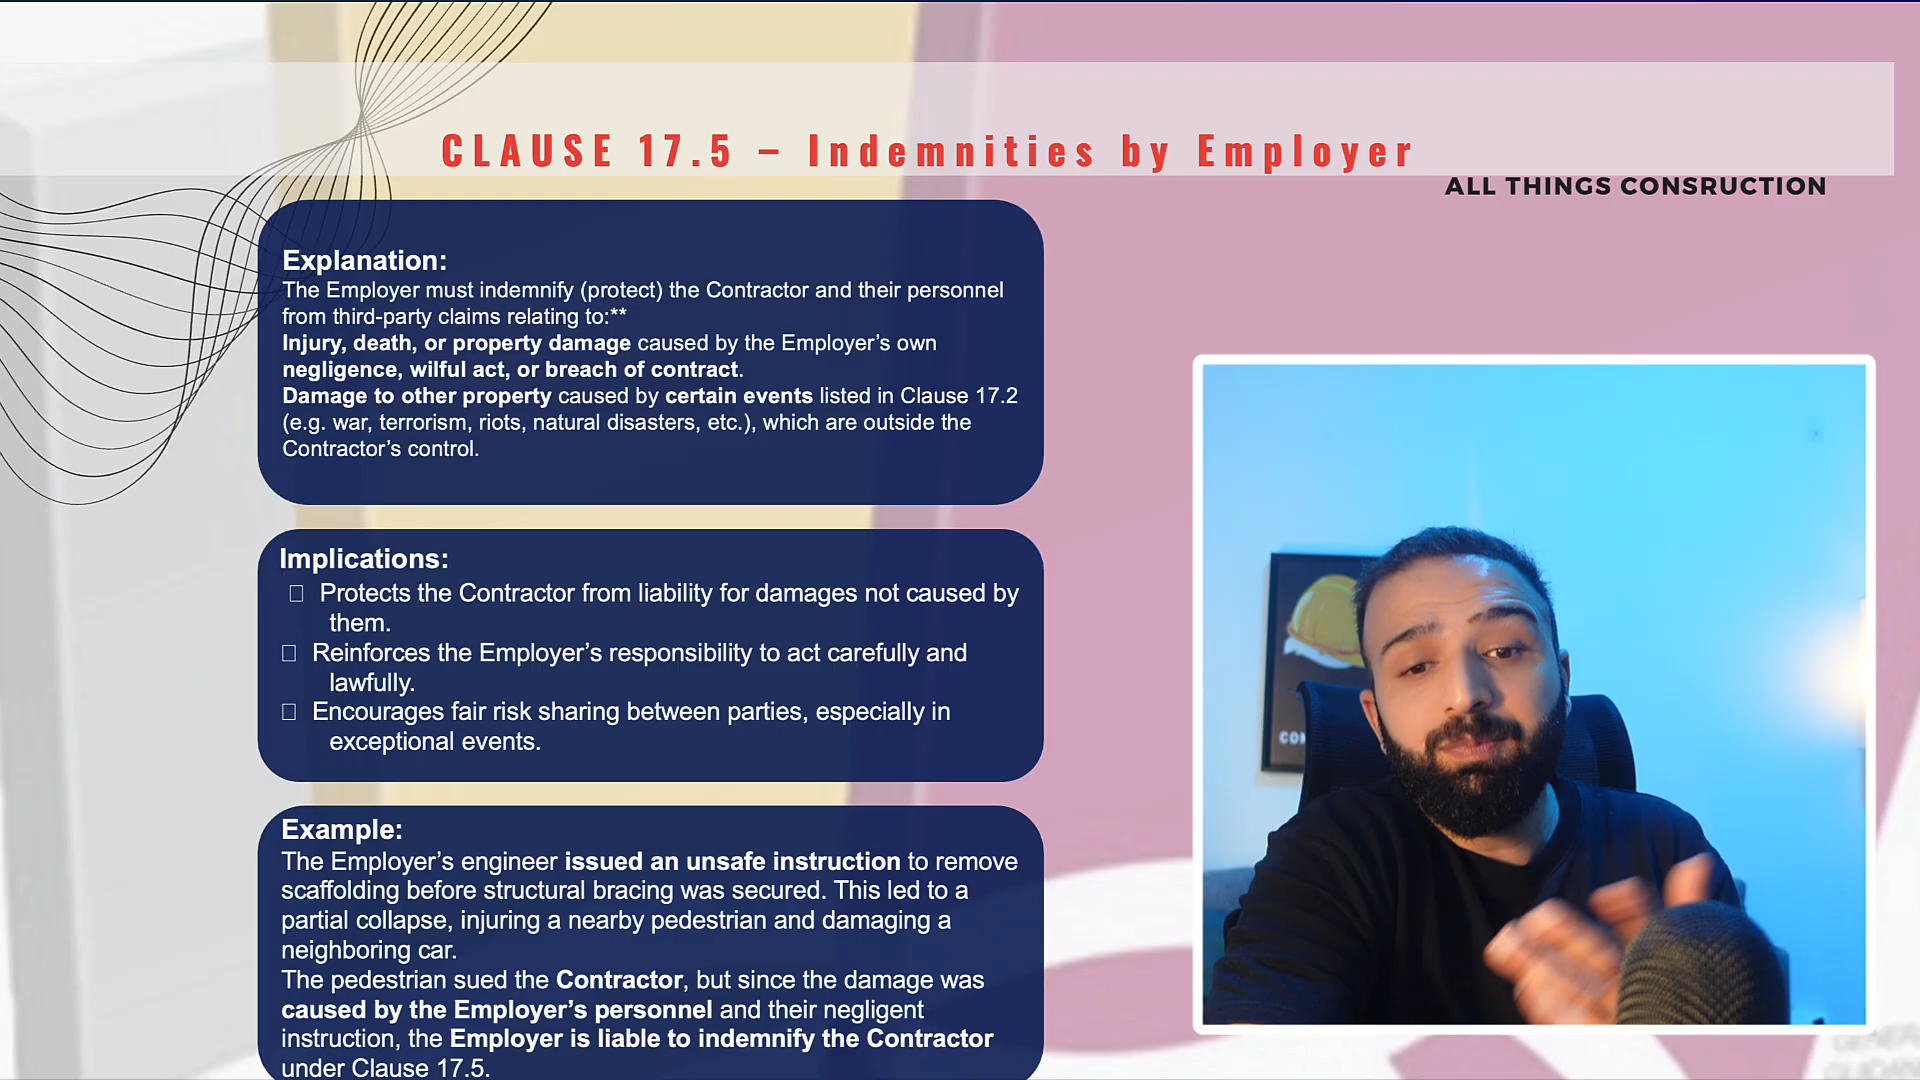 CLAUSE 17.5 – Indemnities by Employer
ALL THINGS CONSRUCTION
Explanation:
The Employer must indemnify (protect) the Contractor and their personnel
from third-party claims relating to:**
Injury, death, or property damage caused by the Employer’s own
negligence, wilful act, or breach of contract.
Damage to other property caused by certain events listed in Clause 17.2
(e.g. war, terrorism, riots, natural disasters, etc.), which are outside the
Contractor’s control.
Implications:
Protects the Contractor from liability for damages not caused by
them.
Reinforces the Employer’s responsibility to act carefully and
lawfully.
Encourages fair risk sharing between parties, especially in
exceptional events.
Example:
The Employer’s engineer issued an unsafe instruction to remove
scaffolding before structural bracing was secured. This led to a
partial collapse, injuring a nearby pedestrian and damaging a
neighboring car.
The pedestrian sued the Contractor, but since the damage was
caused by the Employer’s personnel and their negligent
instruction, the Employer is liable to indemnify the Contractor
under Clause 17.5.